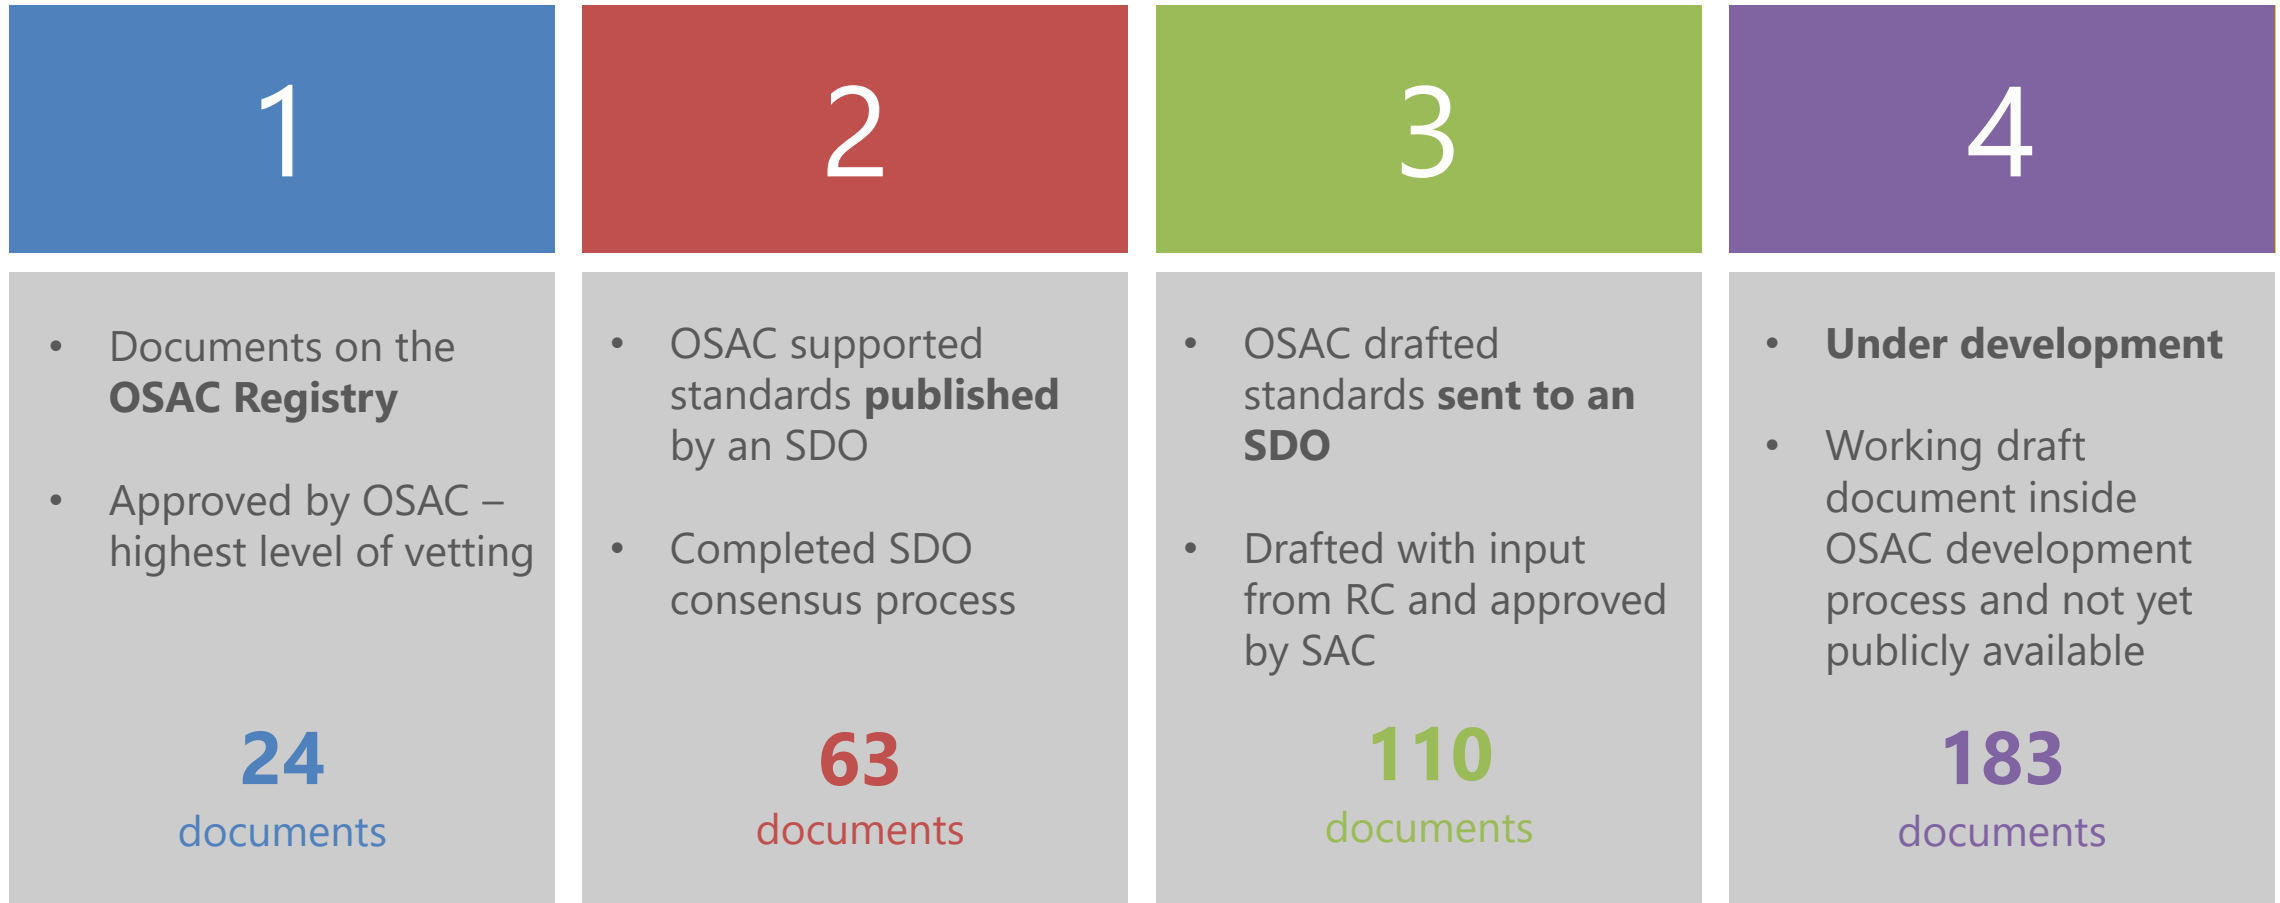 1
• Documents on the
OSAC Registry
• Approved by OSAC –
highest level of vetting
24
documents
2
• OSAC supported
standards published
by an SDO
• Completed SDO
consensus process
63
documents
3
• OSAC drafted
standards sent to an
SDO
• Drafted with input
from RC and approved
by SAC
110
documents
4
• Under development
• Working draft
document inside
OSAC development
process and not yet
publicly available
183
documents